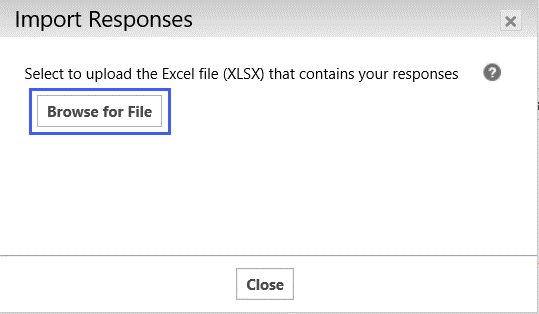 Import Responses
Select to upload the Excel file (XLSX) that contains your responses
Browse for File
Close